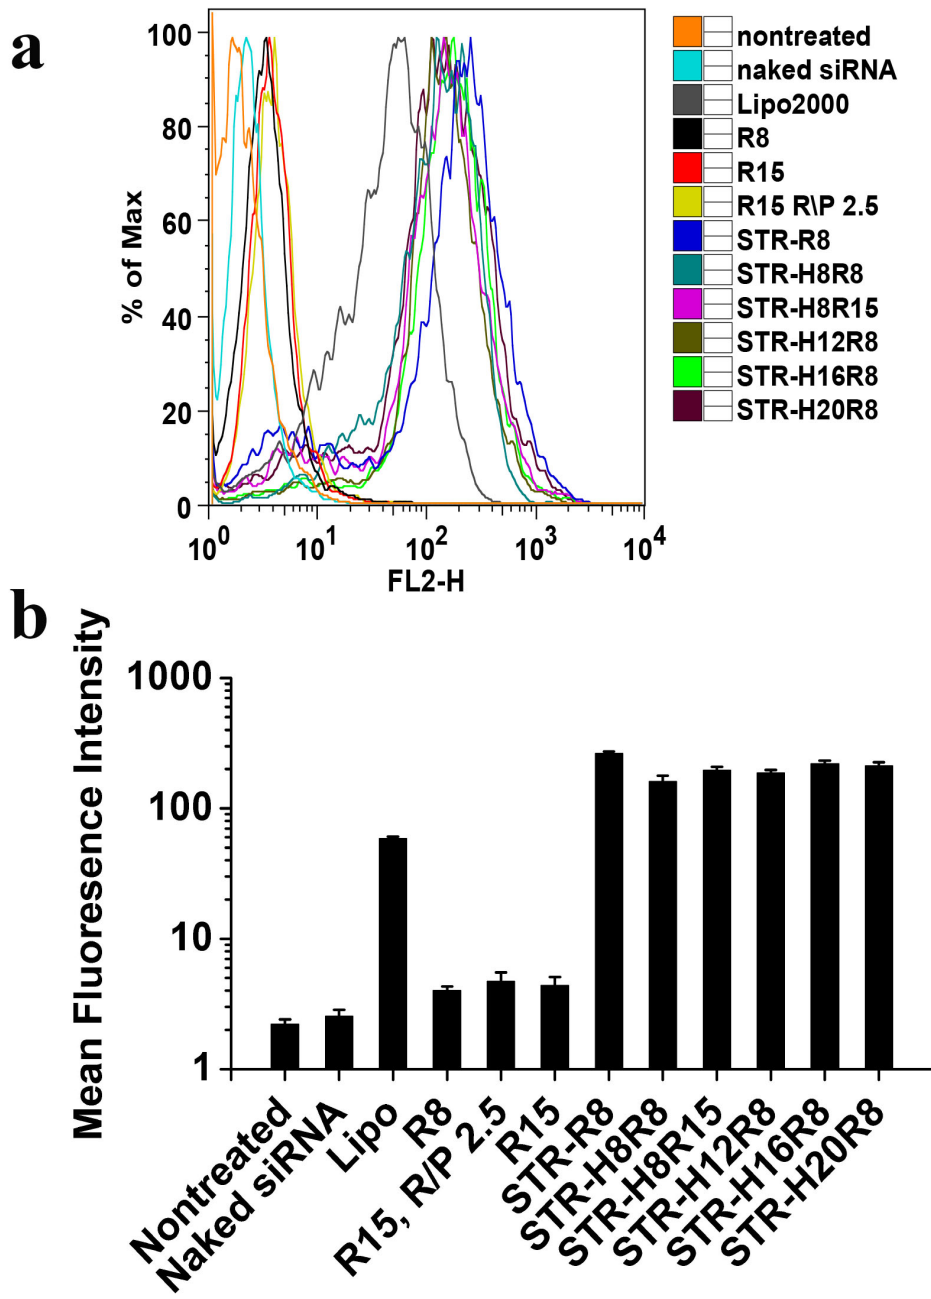 a
100
80
60
40
20
0
% of Max
10^0 10^1 10^2 10^3 10^4
FL2-H
nontreated
naked siRNA
Lipo2000
R8
R15
R15 R\P 2.5
STR-R8
STR-H8R8
STR-H8R15
STR-H12R8
STR-H16R8
STR-H20R8
b
Mean Fluoresence Intensity
1000
100
10
1
Nontreated
Naked siRNA
Lipo
R8
R15, R/P 2.5
R15
STR-R8
STR-H8R8
STR-H8R15
STR-H12R8
STR-H16R8
STR-H20R8